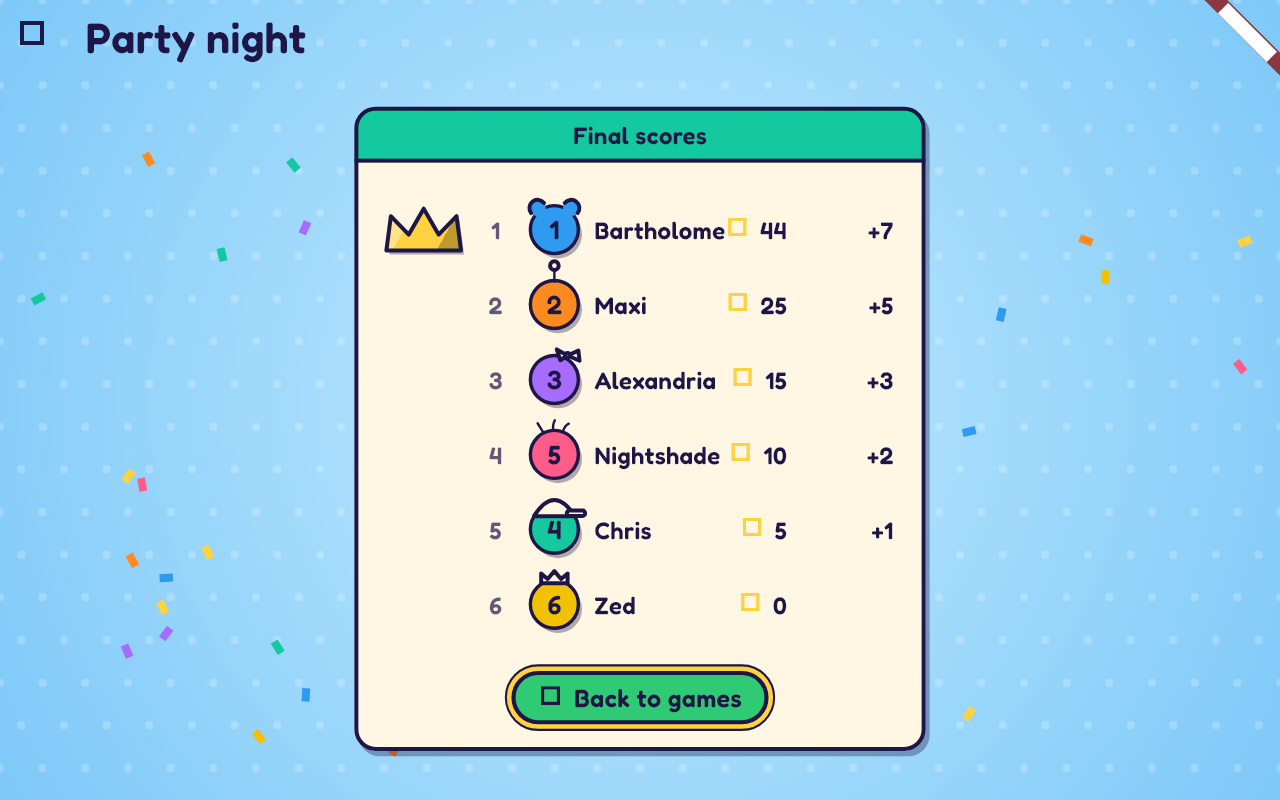 Party night
Final scores
1 1 Bartholome 44 +7
2 2 Maxi 25 +5
3 3 Alexandria 15 +3
4 5 Nightshade 10 +2
5 4 Chris 5 +1
6 6 Zed 0
Back to games